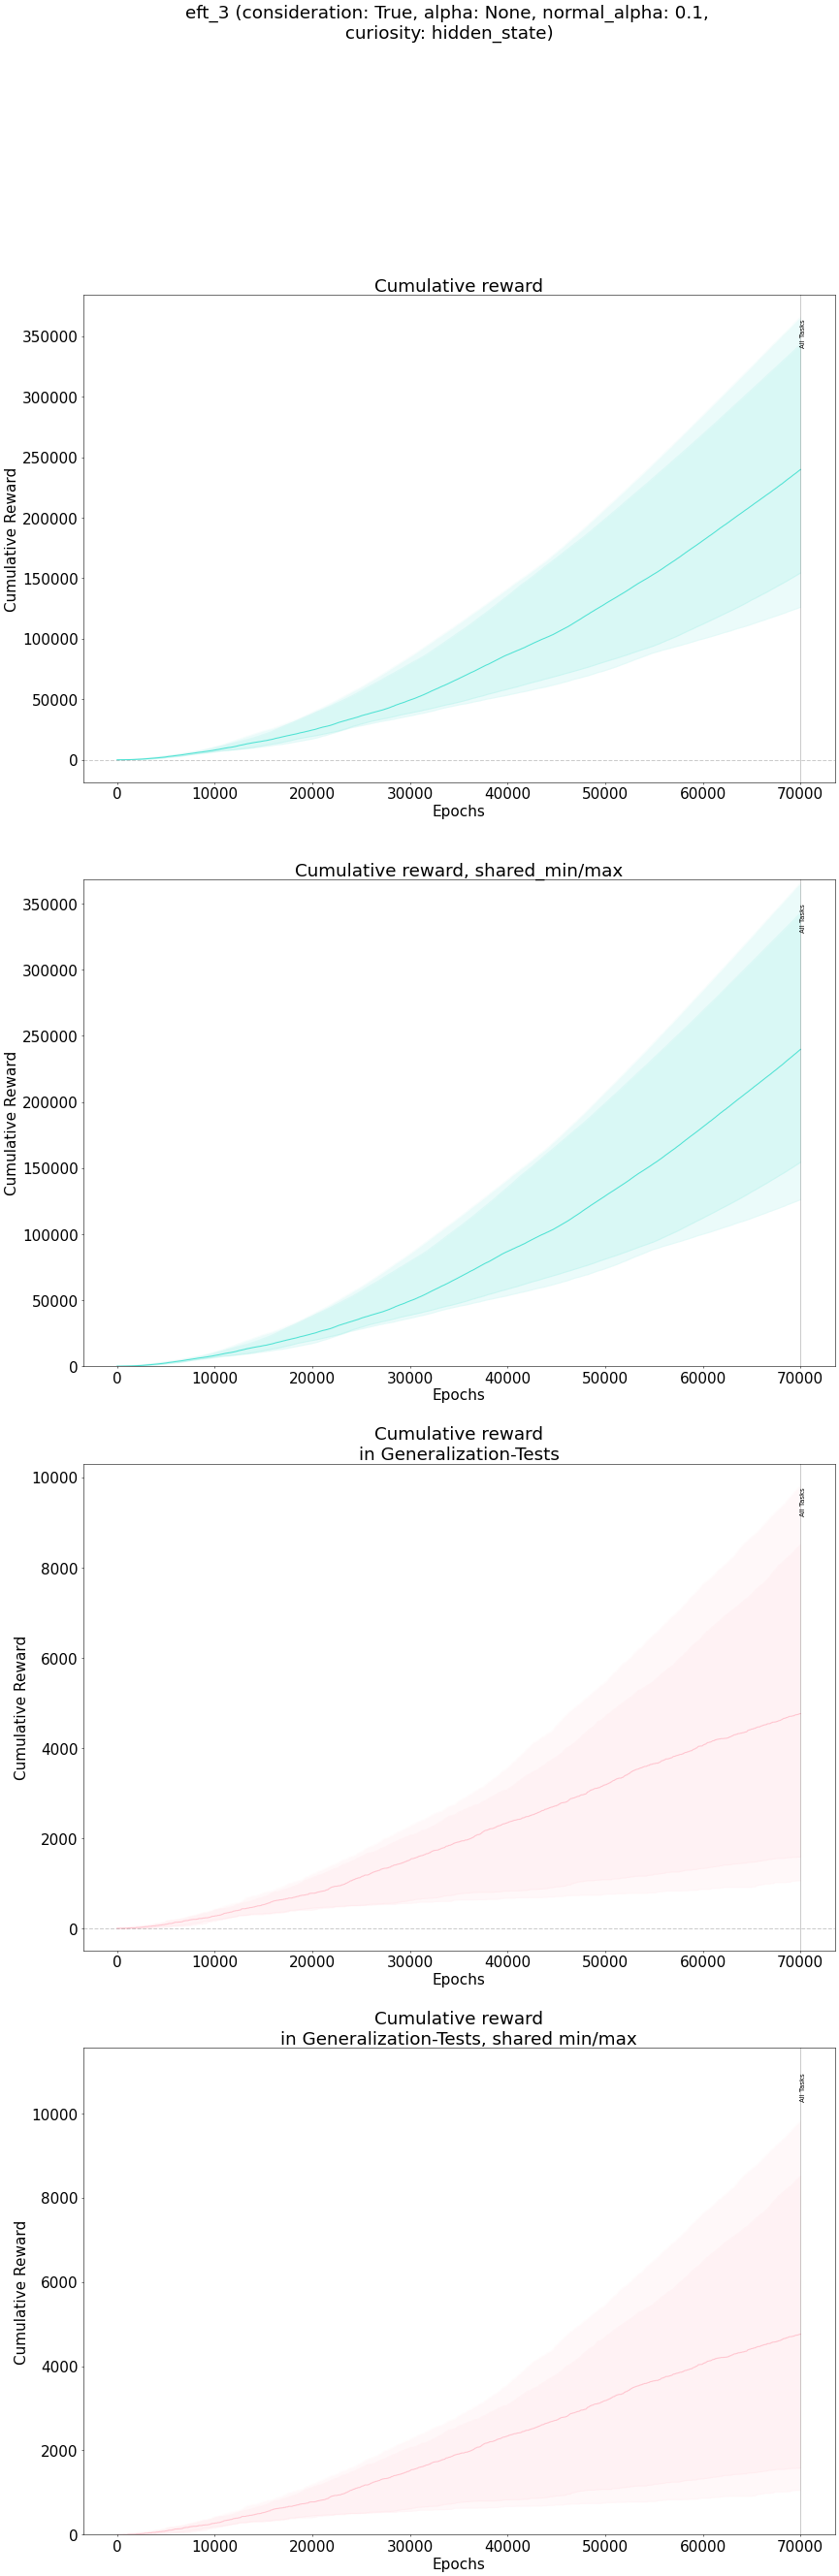 eft_3 (consideration: True, alpha: None, normal_alpha: 0.1,
curiosity: hidden_state)
Cumulative reward
All Tasks
350000
300000
250000
200000
150000
100000
50000
0
Cumulative Reward
0 10000 20000 30000 40000 50000 60000 70000
Epochs
Cumulative reward, shared_min/max
All Tasks
350000
300000
250000
200000
150000
100000
50000
0
Cumulative Reward
0 10000 20000 30000 40000 50000 60000 70000
Epochs
Cumulative reward
in Generalization-Tests
All Tasks
10000
8000
6000
4000
2000
0
Cumulative Reward
0 10000 20000 30000 40000 50000 60000 70000
Epochs
Cumulative reward
in Generalization-Tests, shared min/max
All Tasks
10000
8000
6000
4000
2000
0
Cumulative Reward
0 10000 20000 30000 40000 50000 60000 70000
Epochs